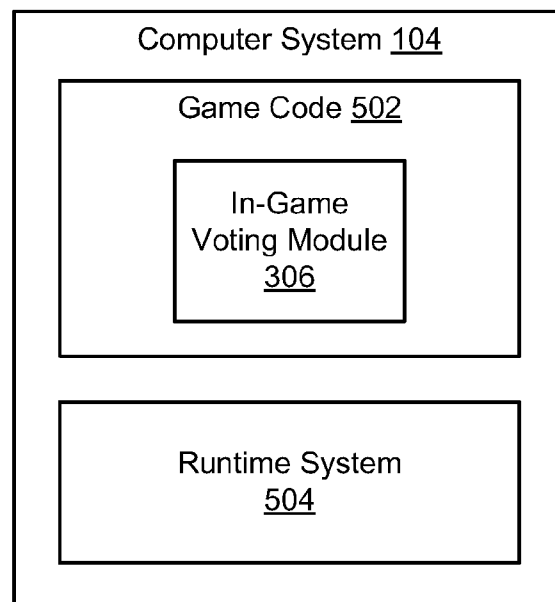 Computer System 104
Game Code 502
In-Game
Voting Module
306
Runtime System
504